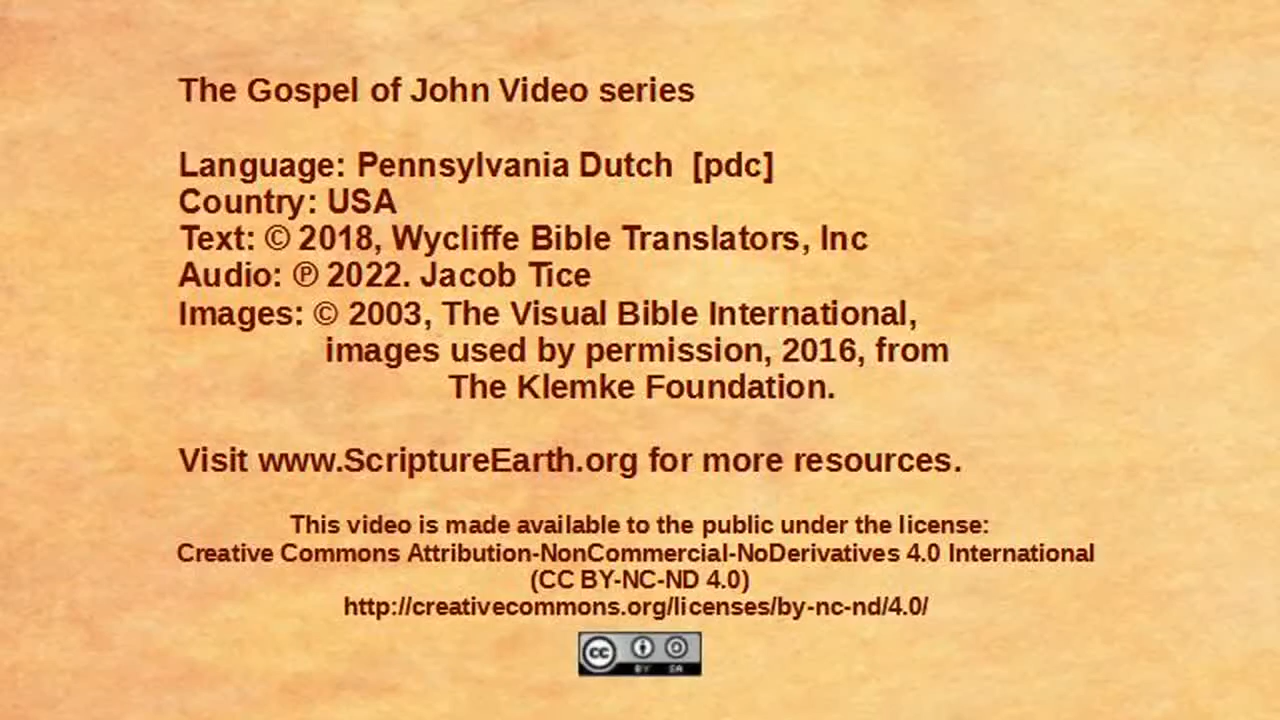 The Gospel of John Video series
Language: Pennsylvania Dutch [pdc]
Country: USA
Text: © 2018, Wycliffe Bible Translators, Inc
Audio: ℗ 2022. Jacob Tice
Images: © 2003, The Visual Bible International,
images used by permission, 2016, from
The Klemke Foundation.
Visit www.ScriptureEarth.org for more resources.
This video is made available to the public under the license:
Creative Commons Attribution-NonCommercial-NoDerivatives 4.0 International
(CC BY-NC-ND 4.0)
http://creativecommons.org/licenses/by-nc-nd/4.0/
cc BY SA